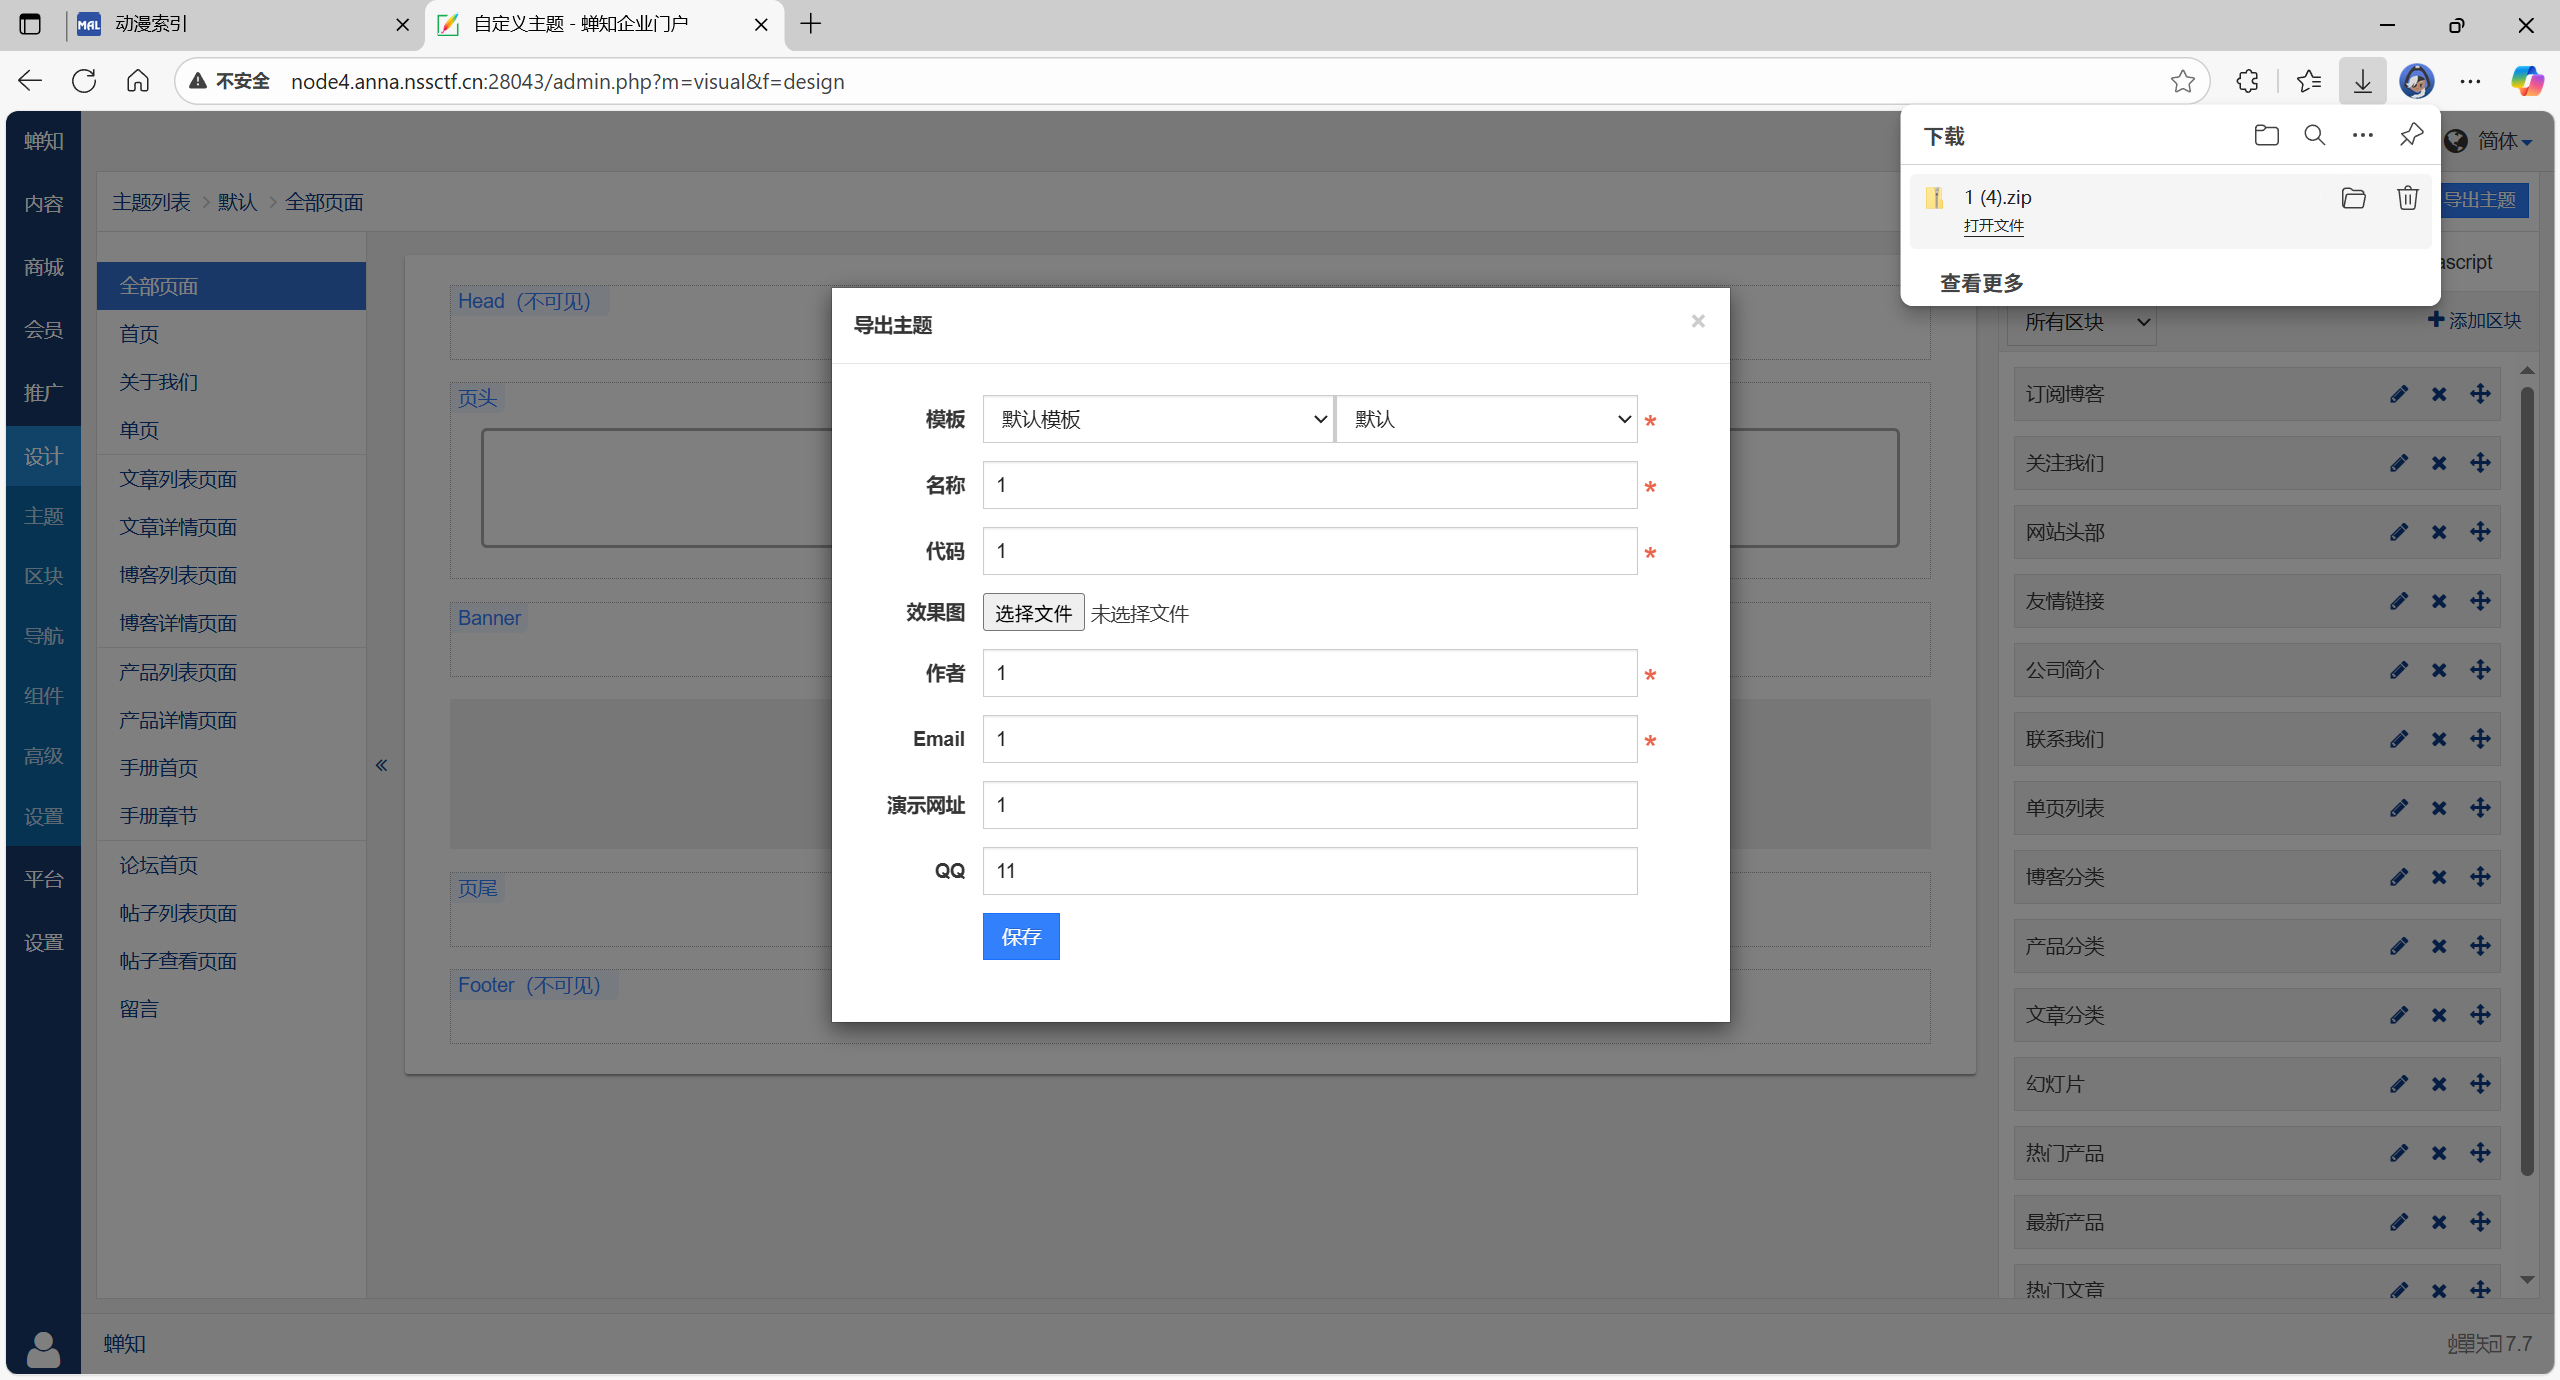 动漫索引
自定义主题 - 蝉知企业门户
不安全 node4.anna.nssctf.cn:28043/admin.php?m=visual&f=design
下载
1 (4).zip
打开文件
查看更多
蝉知
内容
商城
会员
推广
设计
主题
区块
导航
组件
高级
设置
平台
设置
简体
主题列表 > 默认 > 全部页面
导出主题
全部页面
首页
关于我们
单页
文章列表页面
文章详情页面
博客列表页面
博客详情页面
产品列表页面
产品详情页面
手册首页
手册章节
论坛首页
帖子列表页面
帖子查看页面
留言
«
Head（不可见）
页头
Banner
页尾
Footer（不可见）
导出主题
×
模板 默认模板 默认 *
名称 1 *
代码 1 *
效果图 选择文件 未选择文件
作者 1 *
Email 1 *
演示网址 1
QQ 11
保存
ascript
所有区块
添加区块
订阅博客
关注我们
网站头部
友情链接
公司简介
联系我们
单页列表
博客分类
产品分类
文章分类
幻灯片
热门产品
最新产品
热门文章
蝉知
蝉知 7.7